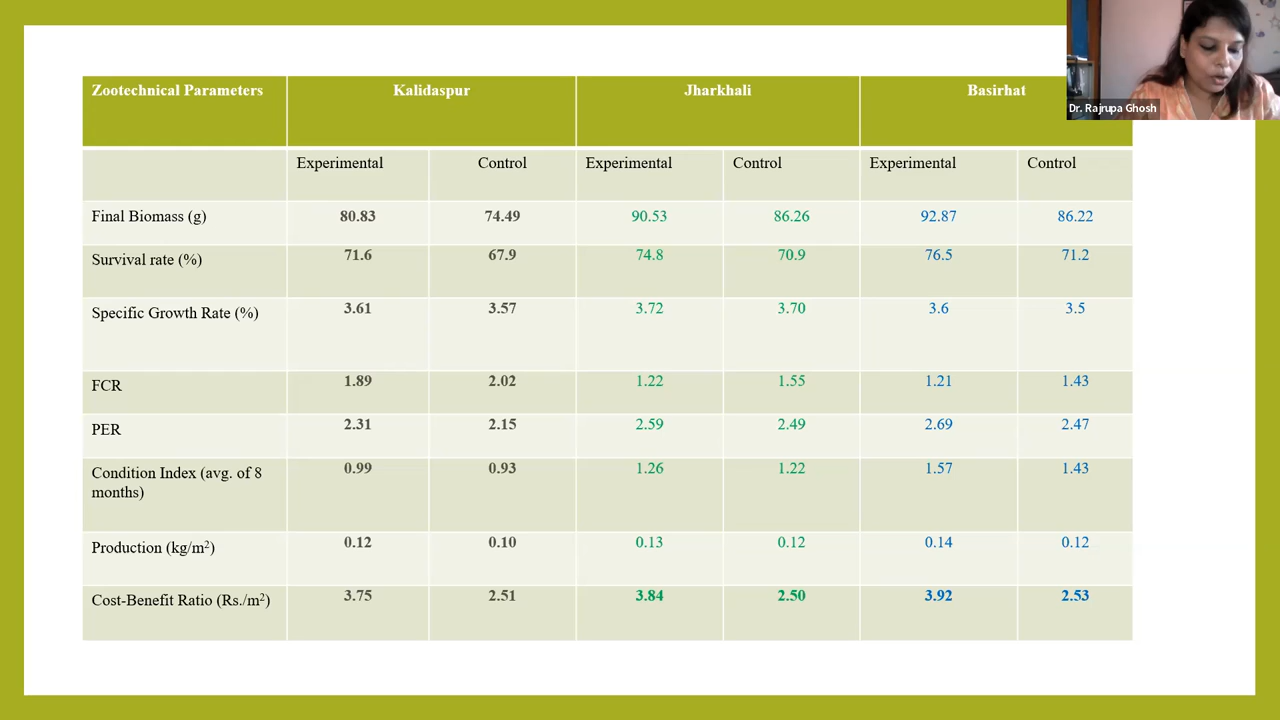 Zootechnical Parameters Kalidaspur Jharkhali Basirhat
Dr. Rajrupa Ghosh
Experimental Control Experimental Control Experimental Control
Final Biomass (g) 80.83 74.49 90.53 86.26 92.87 86.22
Survival rate (%) 71.6 67.9 74.8 70.9 76.5 71.2
Specific Growth Rate (%) 3.61 3.57 3.72 3.70 3.6 3.5
FCR 1.89 2.02 1.22 1.55 1.21 1.43
PER 2.31 2.15 2.59 2.49 2.69 2.47
Condition Index (avg. of 8 0.99 0.93 1.26 1.22 1.57 1.43
months)
Production (kg/m²) 0.12 0.10 0.13 0.12 0.14 0.12
Cost-Benefit Ratio (Rs./m²) 3.75 2.51 3.84 2.50 3.92 2.53